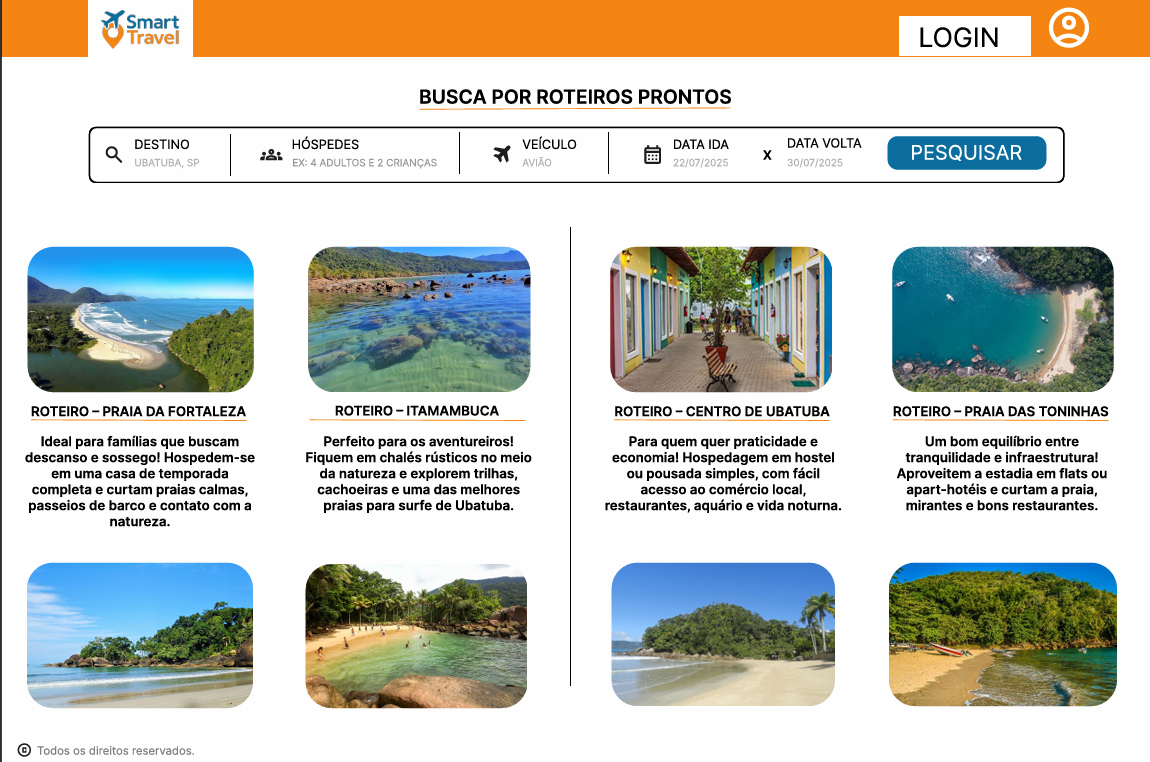 Smart
Travel
LOGIN
BUSCA POR ROTEIROS PRONTOS
DESTINO
UBATUBA, SP
HÓSPEDES
EX: 4 ADULTOS E 2 CRIANÇAS
VEÍCULO
AVIÃO
DATA IDA
22/07/2025
X
DATA VOLTA
30/07/2025
PESQUISAR
ROTEIRO – PRAIA DA FORTALEZA
Ideal para famílias que buscam
descanso e sossego! Hospedem-se
em uma casa de temporada
completa e curtam praias calmas,
passeios de barco e contato com a
natureza.
ROTEIRO – ITAMAMBUCA
Perfeito para os aventureiros!
Fiquem em chalés rústicos no meio
da natureza e explorem trilhas,
cachoeiras e uma das melhores
praias para surfe de Ubatuba.
ROTEIRO – CENTRO DE UBATUBA
Para quem quer praticidade e
economia! Hospedagem em hostel
ou pousada simples, com fácil
acesso ao comércio local,
restaurantes, aquário e vida noturna.
ROTEIRO – PRAIA DAS TONINHAS
Um bom equilíbrio entre
tranquilidade e infraestrutura!
Aproveitem a estadia em flats ou
apart-hotéis e curtam a praia,
mirantes e bons restaurantes.
© Todos os direitos reservados.